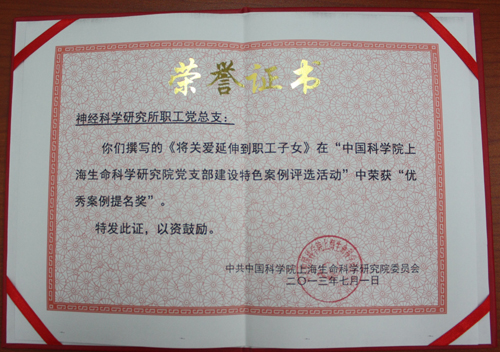 荣誉证书
神经科学研究所职工党总支：
你们撰写的《将关爱延伸到职工子女》在“中国科学院上
海生命科学研究院党支部建设特色案例评选活动”中荣获“优
秀案例提名奖”。
特发此证，以资鼓励。
中共中国科学院上海生命科学研究院委员会
二〇一三年七月一日